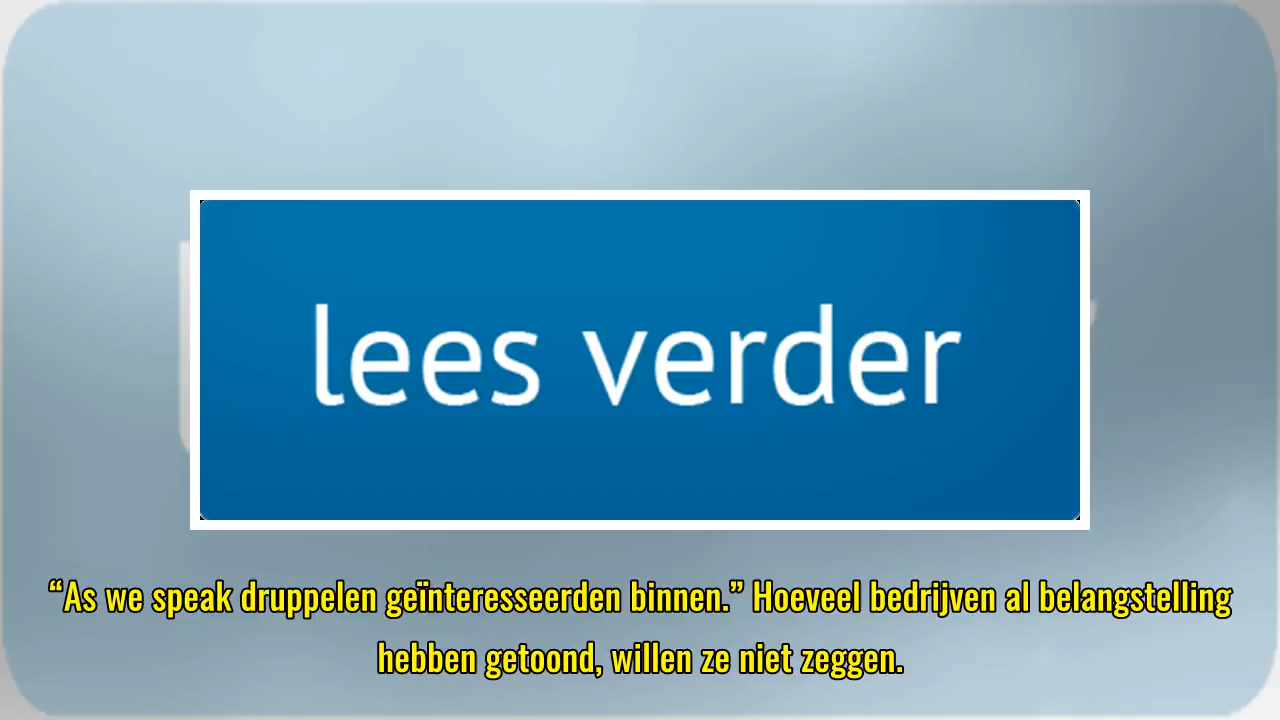 lees verder
“As we speak druppelen geïnteresseerden binnen.” Hoeveel bedrijven al belangstelling
hebben getoond, willen ze niet zeggen.